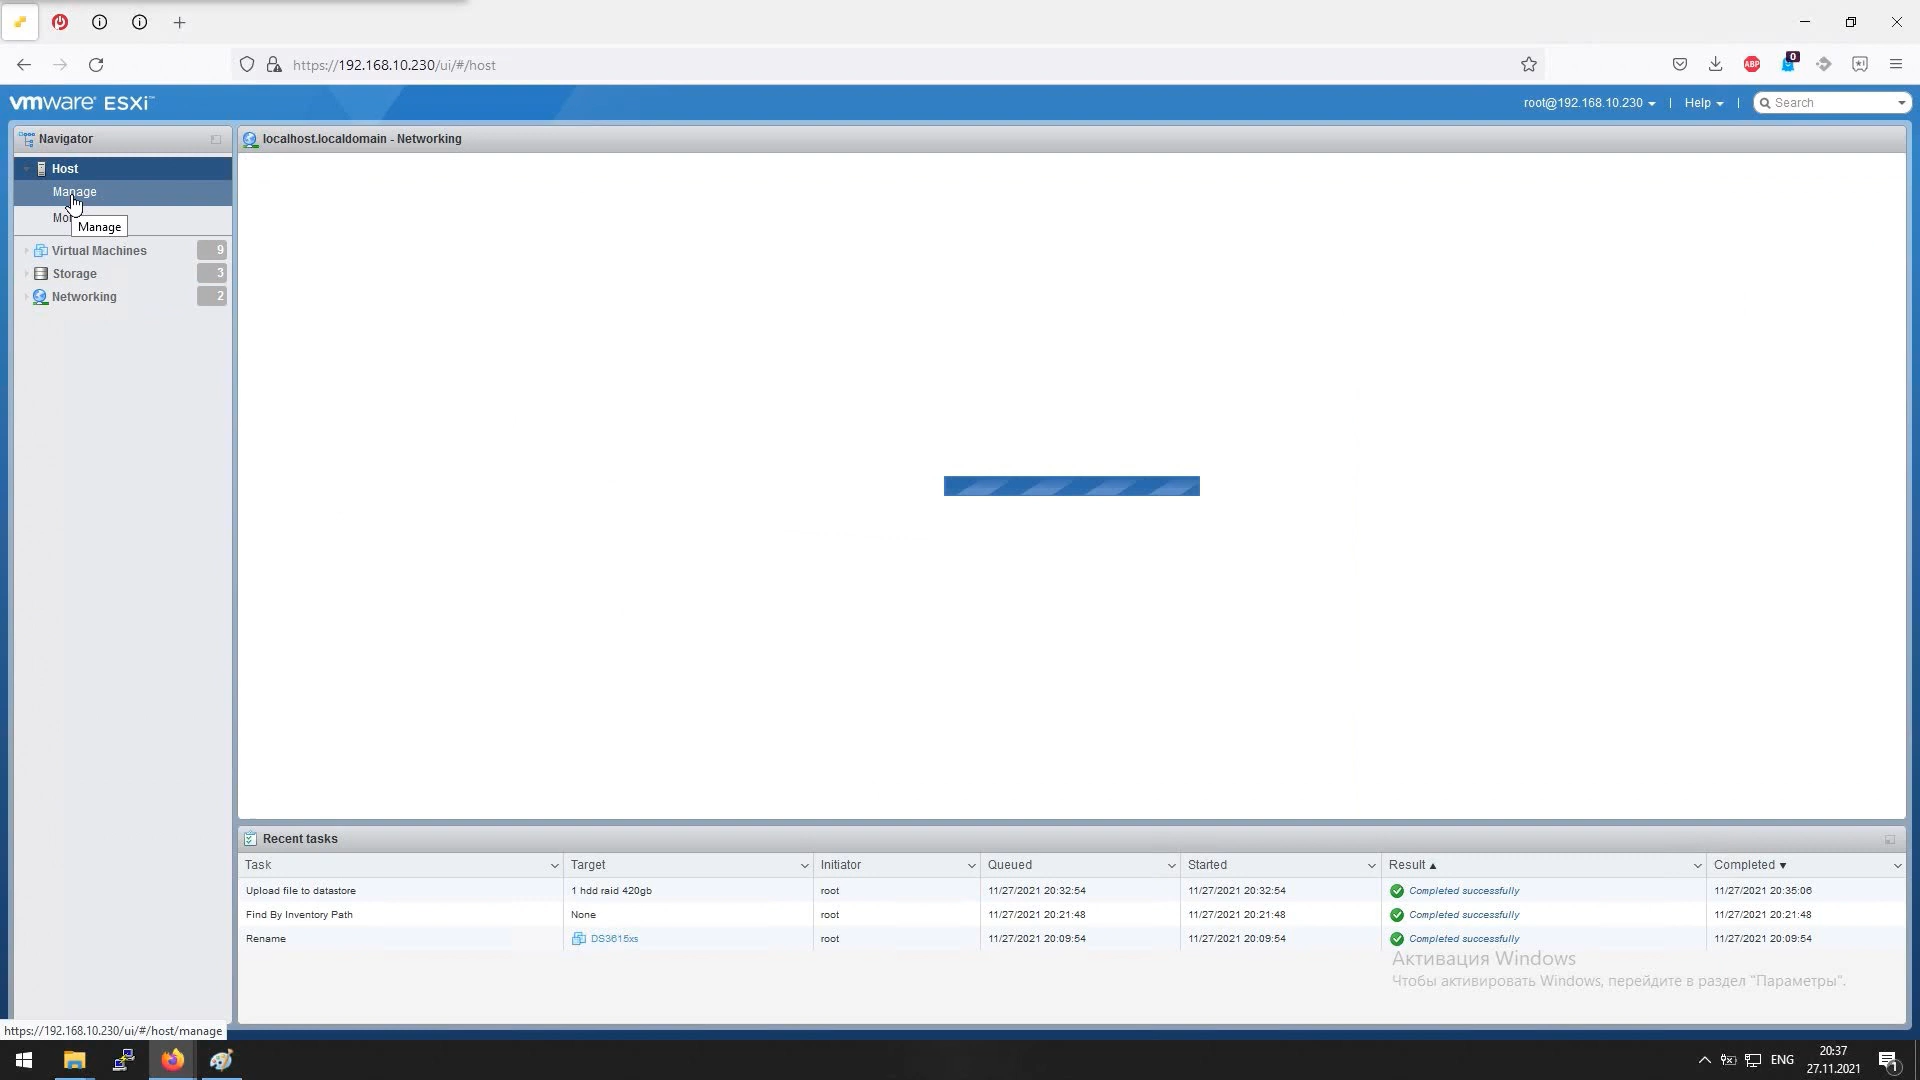 https://192.168.10.230/ui/#/host
ABP
0
vmware ESXi™
root@192.168.10.230 | Help | Search
Navigator
localhost.localdomain - Networking
Host
Manage
Mo
Manage
Virtual Machines 9
Storage 3
Networking 2
Recent tasks
Task Target Initiator Queued Started Result Completed
Upload file to datastore 1 hdd raid 420gb root 11/27/2021 20:32:54 11/27/2021 20:32:54 Completed successfully 11/27/2021 20:35:06
Find By Inventory Path None root 11/27/2021 20:21:48 11/27/2021 20:21:48 Completed successfully 11/27/2021 20:21:48
Rename DS3615xs root 11/27/2021 20:09:54 11/27/2021 20:09:54 Completed successfully 11/27/2021 20:09:54
Активация Windows
Чтобы активировать Windows, перейдите в раздел "Параметры".
https://192.168.10.230/ui/#/host/manage
ENG
20:37
27.11.2021
1